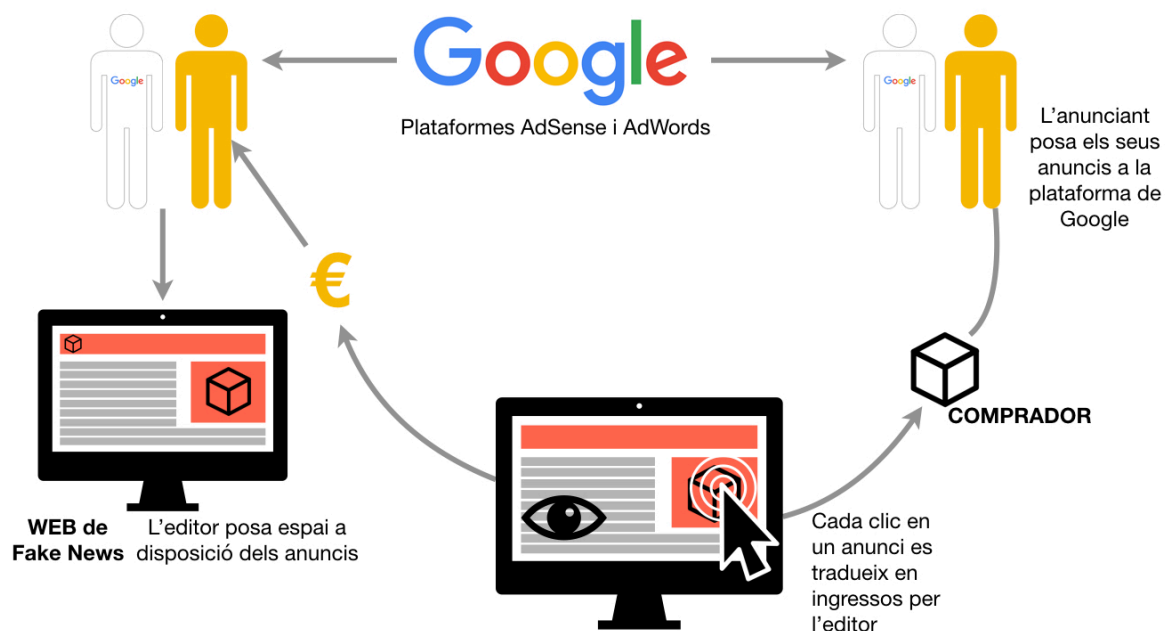 Google
Plataformes AdSense i AdWords
Google
Google
L’anunciant
posa els seus
anuncis a la
plataforma de
Google
€
COMPRADOR
WEB de
Fake News
L’editor posa espai a
disposició dels anuncis
Cada clic en
un anunci es
tradueix en
ingressos per
l’editor